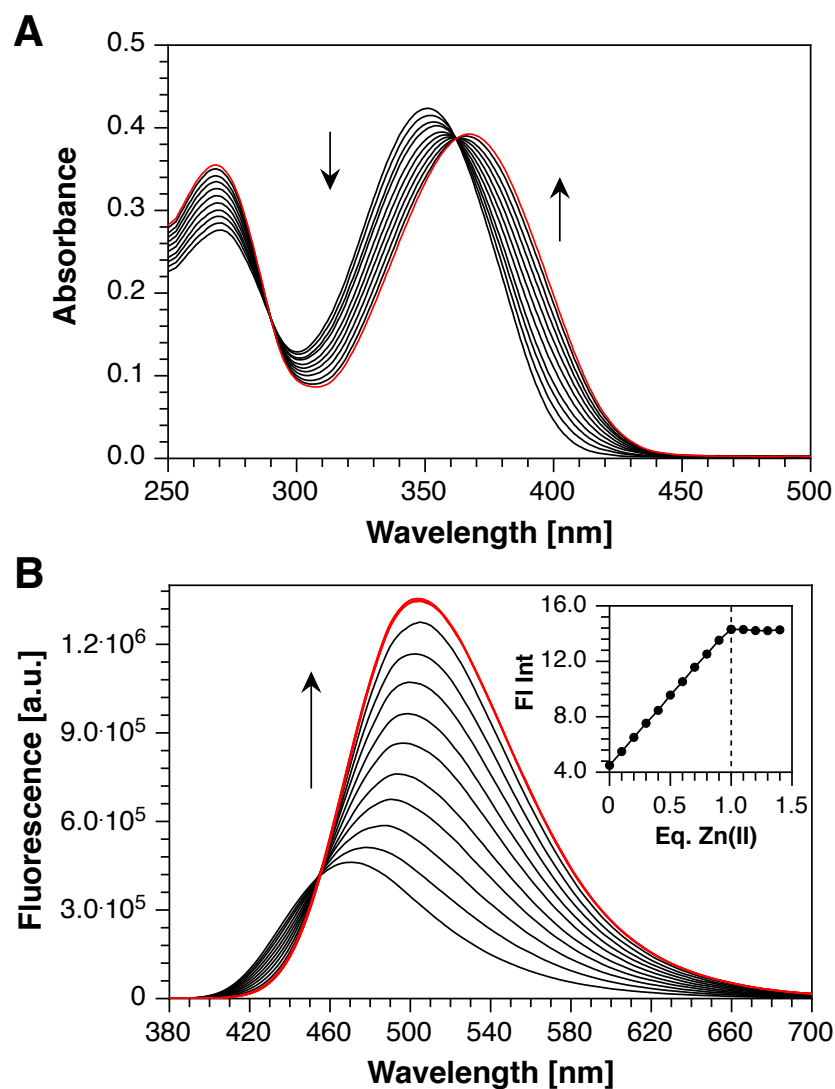 A
0.5
0.4
0.3
0.2
0.1
0.0
Absorbance
250 300 350 400 450 500
Wavelength [nm]
B
1.2·10⁶
9.0·10⁵
6.0·10⁵
3.0·10⁵
0
Fluorescence [a.u.]
16.0
14.0
8.0
4.0
Fl Int
0 0.5 1.0 1.5
Eq. Zn(II)
380 420 460 500 540 580 620 660 700
Wavelength [nm]